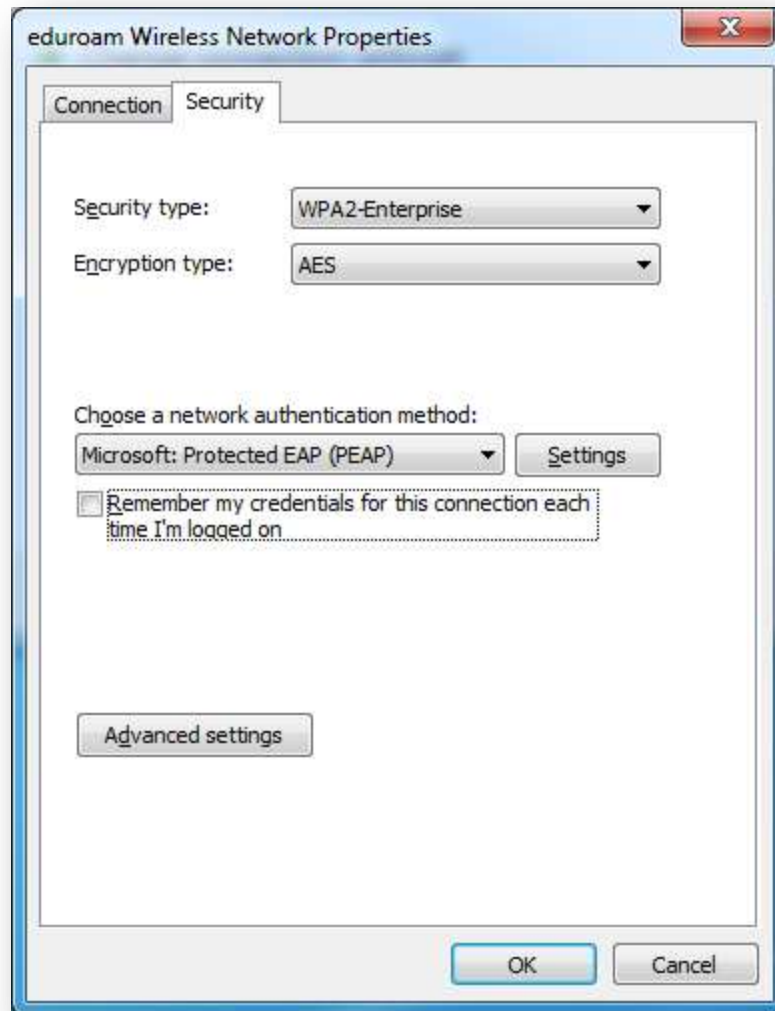 eduroam Wireless Network Properties
Connection
Security
Security type:
WPA2-Enterprise
Encryption type:
AES
Choose a network authentication method:
Microsoft: Protected EAP (PEAP)
Settings
Remember my credentials for this connection each
time I'm logged on
Advanced settings
OK
Cancel